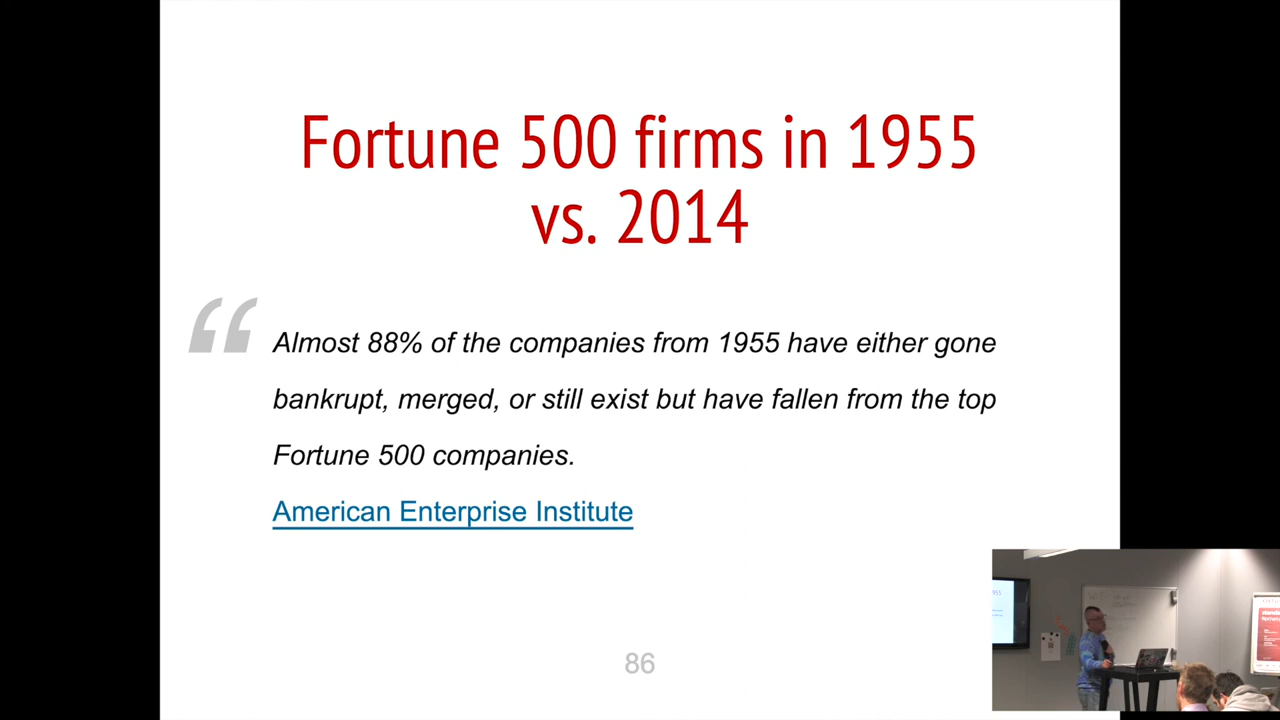 Fortune 500 firms in 1955
vs. 2014
“
Almost 88% of the companies from 1955 have either gone
bankrupt, merged, or still exist but have fallen from the top
Fortune 500 companies.
American Enterprise Institute
86